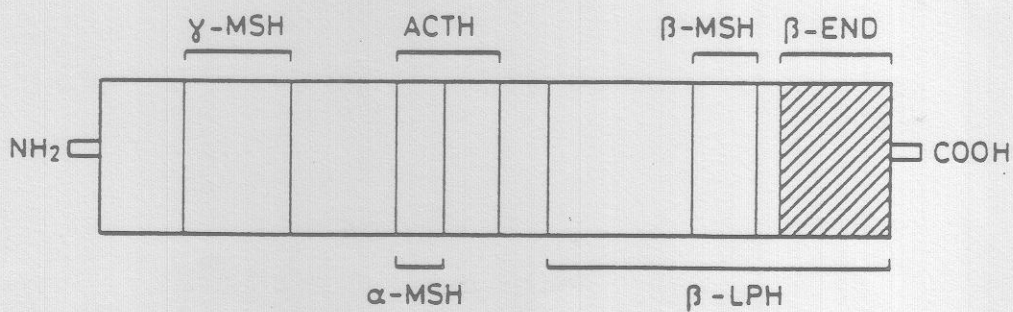 γ-MSH ACTH β-MSH β-END
NH₂ COOH
α-MSH β-LPH